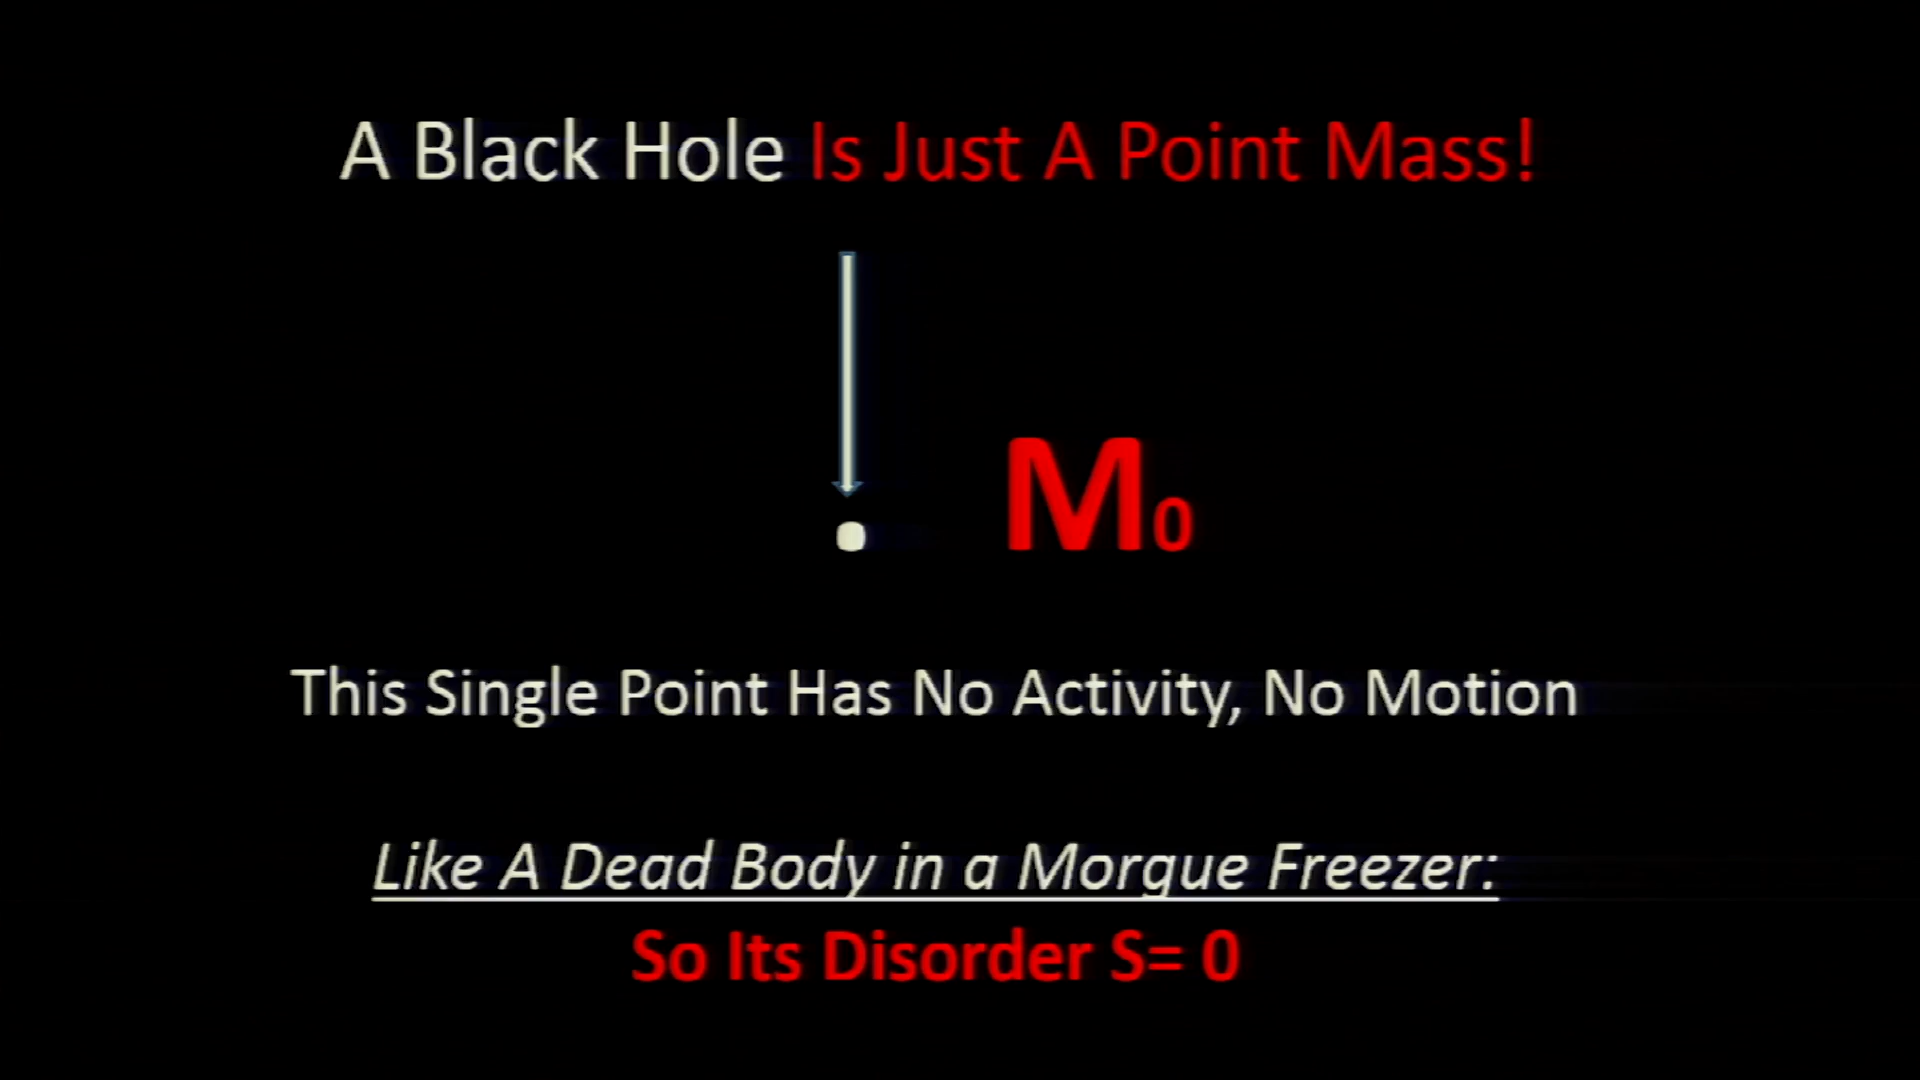 A Black Hole Is Just A Point Mass!
M₀
This Single Point Has No Activity, No Motion
Like A Dead Body in a Morgue Freezer:
So Its Disorder S= 0